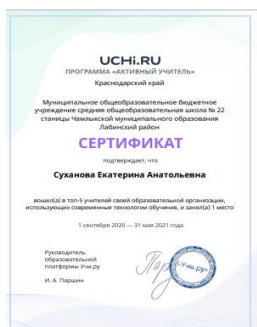 UCHi.RU
ПРОГРАММА «АКТИВНЫЙ УЧИТЕЛЬ»
Краснодарский край
Муниципальное общеобразовательное бюджетное
учреждение средняя общеобразовательная школа № 22
станицы Чамлыкской муниципального образования
Лабинский район
СЕРТИФИКАТ
подтверждает, что
Суханова Екатерина Анатольевна
вошел(а) в топ-5 учителей своей образовательной организации,
использующих современные технологии обучения, и занял(а) 1 место
1 сентября 2020 — 31 мая 2021 года
Руководитель
образовательной
платформы Учи.ру
И. А. Паршин
«Учи.ру»